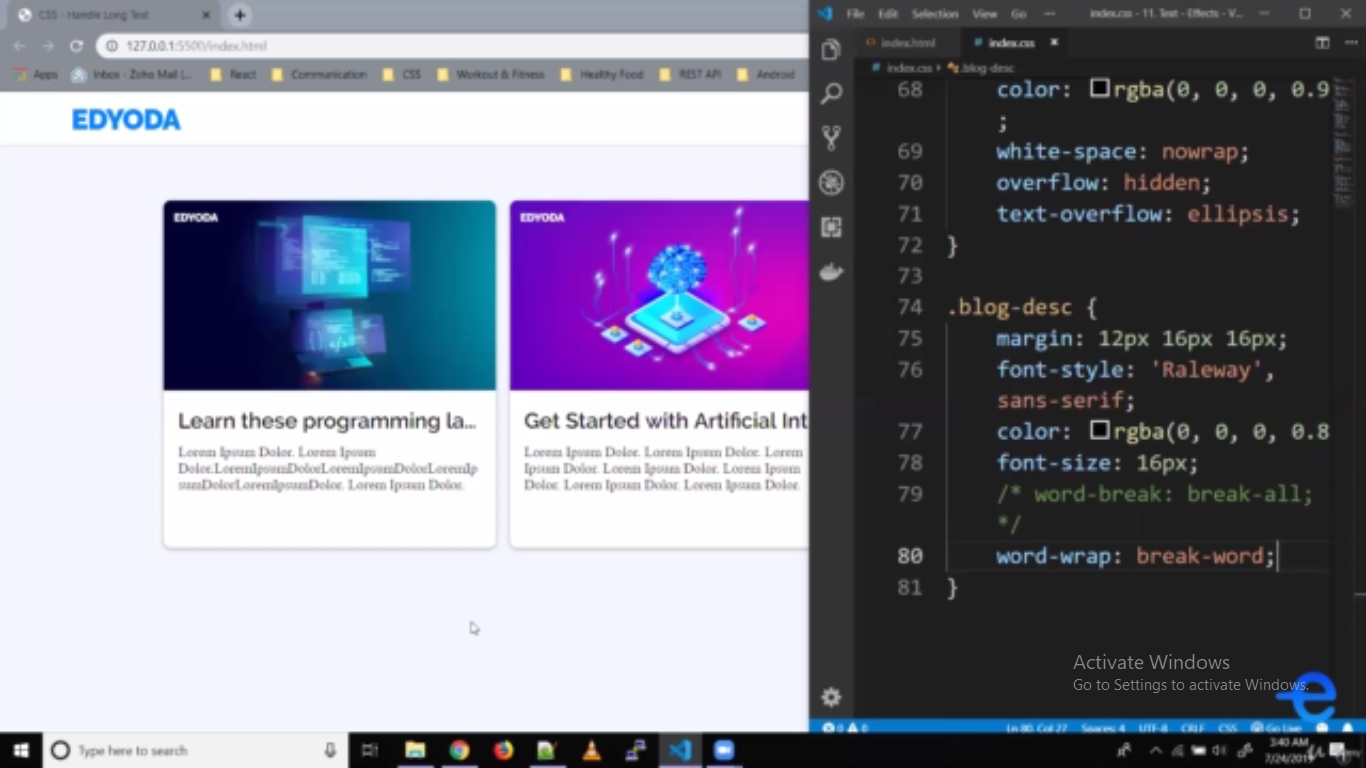 CSS - Handle Long Text
127.0.0.1:5500/index.html
Apps
Inbox - Zoho Mail (...
React
Communication
CSS
Workout & Fitness
Healthy Food
REST API
Android
EDYODA
EDYODA
Learn these programming la...
Lorem Ipsum Dolor. Lorem Ipsum
Dolor.LoremIpsumDolorLoremIpsumDolorLoremIp
sumDolorLoremIpsumDolor. Lorem Ipsum Dolor.
EDYODA
Get Started with Artificial Int
Lorem Ipsum Dolor. Lorem Ipsum Dolor. Lorem
Ipsum Dolor. Lorem Ipsum Dolor. Lorem Ipsum
Dolor. Lorem Ipsum Dolor. Lorem Ipsum Dolor.
File Edit Selection View Go ··· index.css - 11. Text - Effects - V...
index.html index.css
index.css › .blog-desc
68 color: rgba(0, 0, 0, 0.9
;
69 white-space: nowrap;
70 overflow: hidden;
71 text-overflow: ellipsis;
72 }
73
74 .blog-desc {
75 margin: 12px 16px 16px;
76 font-style: 'Raleway',
sans-serif;
77 color: rgba(0, 0, 0, 0.8
78 font-size: 16px;
79 /* word-break: break-all;
*/
80 word-wrap: break-word;
81 }
Activate Windows
Go to Settings to activate Windows.
0 0 Ln 80, Col 27 Spaces: 4 UTF-8 CRLF CSS Go Live
Type here to search
3:40 AM